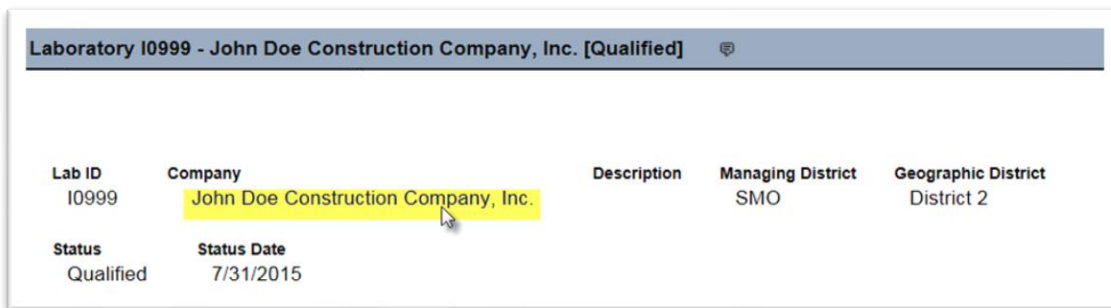 Laboratory I0999 - John Doe Construction Company, Inc. [Qualified]
Lab ID Company Description Managing District Geographic District
I0999 John Doe Construction Company, Inc. SMO District 2
Status Status Date
Qualified 7/31/2015